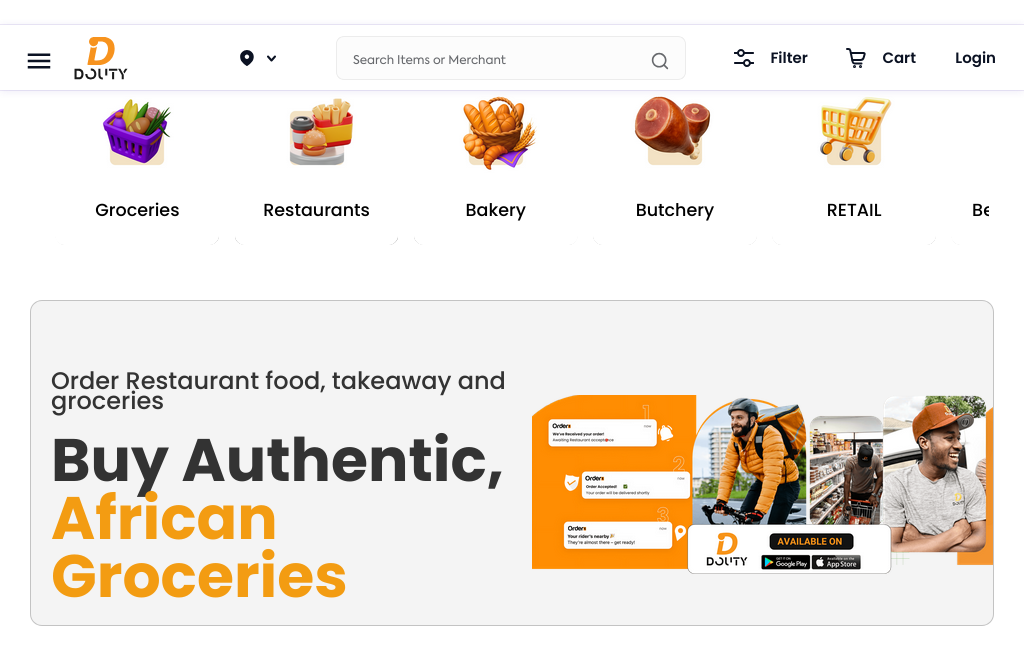 DOUTY
Search Items or Merchant
Filter
Cart
Login
Groceries
Restaurants
Bakery
Butchery
RETAIL
Be
Order Restaurant food, takeaway and
groceries
Buy Authentic,
African
Groceries
1
Orders
now
We've Received your order!
Awaiting Restaurant acceptance
2
Orders
now
Order Accepted!
Your order will be delivered shortly
3
Orders
now
Your rider's nearby
They're almost there – get ready!
DOUTY
AVAILABLE ON
GET IT ON
Google Play
Available on the
App Store